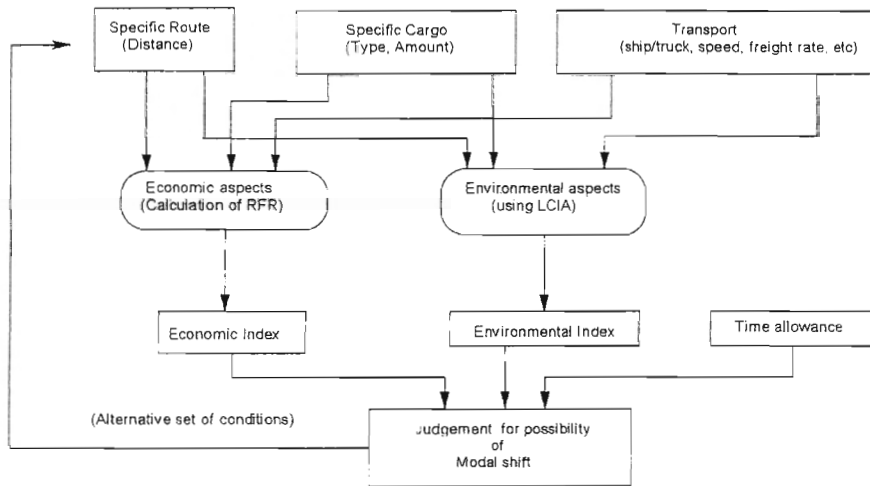 Specific Route
(Distance)
Specific Cargo
(Type, Amount)
Transport
(ship/truck, speed, freight rate, etc)
Economic aspects
(Calculation of RFR)
Environmental aspects
(using LCIA)
Economic Index
Environmental Index
Time allowance
(Alternative set of conditions)
Judgement for possibility
of
Modal shift